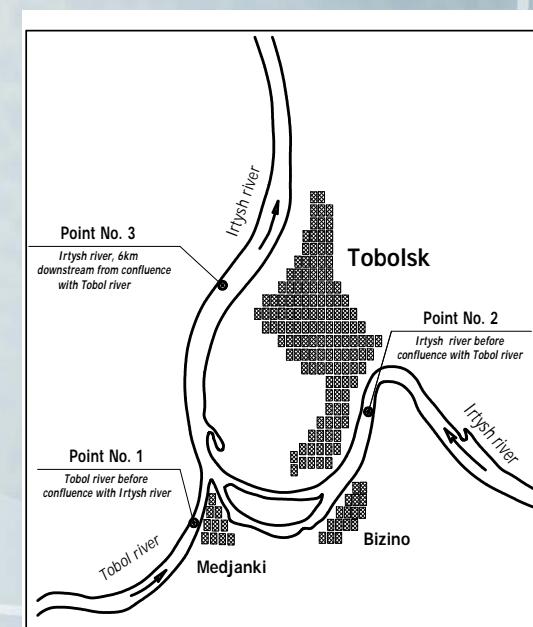 Irtysh river
Point No. 3
Irtysh river, 6km
downstream from confluence
with Tobol river
Tobolsk
Point No. 2
Irtysh river before
confluence with Tobol river
Irtysh river
Point No. 1
Tobol river before
confluence with Irtysh river
Tobol river
Medjanki
Bizino